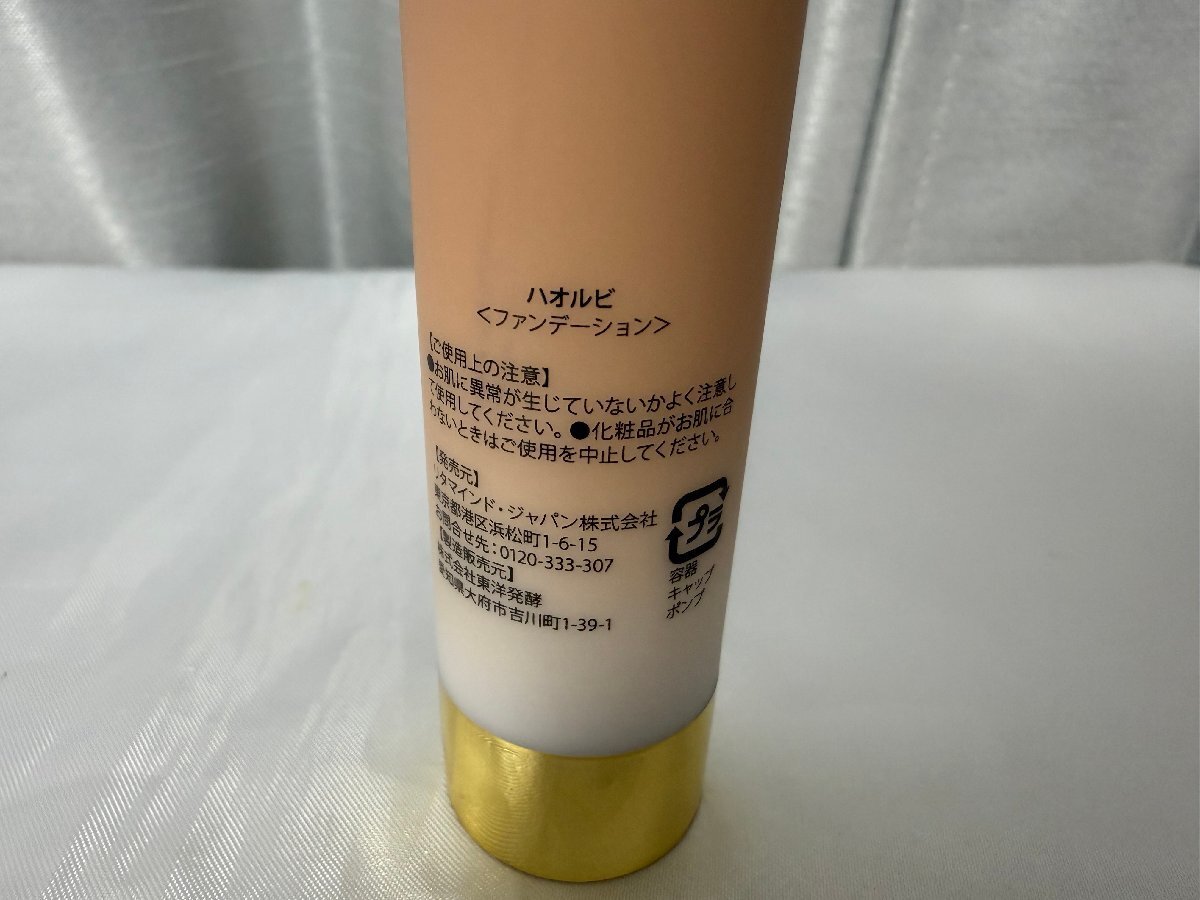 ハオルビ
<ファンデーション>
【ご使用上の注意】
●お肌に異常が生じていないかよく注意し
て使用してください。●化粧品がお肌に合
わないときはご使用を中止してください。
【発売元】
リタマインド・ジャパン株式会社
東京都港区浜松町1-6-15
お問合せ先:0120-333-307
【製造販売元】
株式会社東洋発酵
愛知県大府市吉川町1-39-1
プラ
容器
キャップ
ポンプ